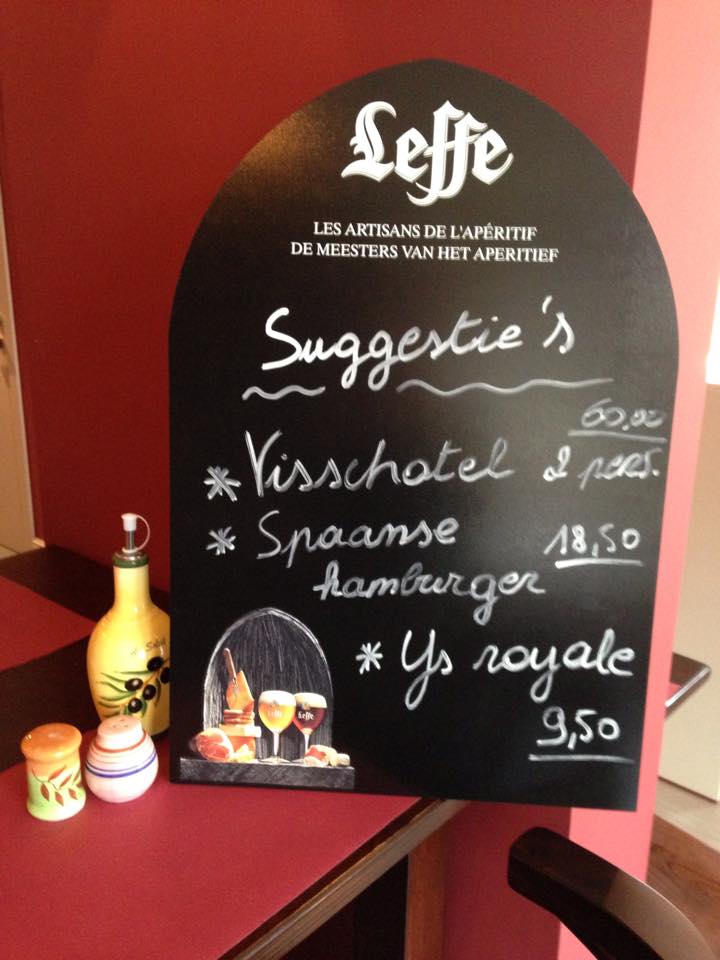 Leffe
LES ARTISANS DE L'APÉRITIF
DE MEESTERS VAN HET APERITIEF
Suggestie's
60,00
* Visschotel 2 pers.
* Spaanse 18,50
hamburger
* Ys royale
9,50
Leffe Leffe